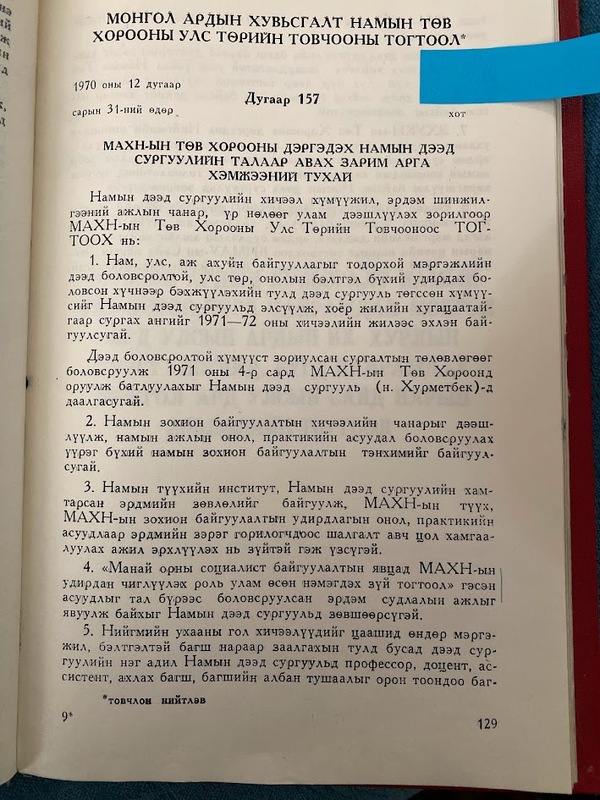 МОНГОЛ АРДЫН ХУВЬСГАЛТ НАМЫН ТӨВ
ХОРООНЫ УЛС ТӨРИЙН ТОВЧООНЫ ТОГТООЛ*
1970 оны 12 дугаар
сарын 31-ний өдөр
Дугаар 157
хот
МАХН-ЫН ТӨВ ХОРООНЫ ДЭРГЭДЭХ НАМЫН ДЭЭД
СУРГУУЛИЙН ТАЛААР АВАХ ЗАРИМ АРГА
ХЭМЖЭЭНИЙ ТУХАЙ
Намын дээд сургуулийн хичээл хүмүүжил, эрдэм шинжил-
гээний ажлын чанар, үр нөлөөг улам дээшлүүлэх зорилгоор
МАХН-ын Төв Хорооны Улс Төрийн Товчооноос ТОГ-
ТООХ нь:
1. Нам, улс, аж ахуйн байгууллагыг тодорхой мэргэжлийн
дээд боловсролтой, улс төр, онолын бэлтгэл бүхий удирдах бо-
ловсон хүчнээр бэхжүүлэхийн тулд дээд сургууль төгссөн хүмүү-
сийг Намын дээд сургуульд элсүүлж, хоёр жилийн хугацаатай-
гаар сургах ангийг 1971—72 оны хичээлийн жилээс эхлэн бай-
гуулсугай.
Дээд боловсролтой хүмүүст зориулсан сургалтын төлөвлөгөөг
боловсруулж 1971 оны 4-р сард МАХН-ын Төв Хороонд
оруулж батлуулахыг Намын дээд сургууль (н. Хурметбек)-д
даалгасугай.
2. Намын зохион байгуулалтын хичээлийн чанарыг дээш-
лүүлж, намын ажлын онол, практикийн асуудал боловсруулах
үүрэг бүхий намын зохион байгуулалтын тэнхимийг байгуул-
сугай.
3. Намын түүхийн институт, Намын дээд сургуулийн хам-
тарсан эрдмийн зөвлөлийг байгуулж, МАХН-ын түүх,
МАХН-ын зохион байгуулалтын удирдлагын онол, практикийн
асуудлаар эрдмийн зэрэг горилогчдоос шалгалт авч цол хамгаа-
луулах ажил эрхлүүлэх нь зүйтэй гэж үзсүгэй.
4. «Манай орны социалист байгуулалтын явцад МАХН-ын
удирдан чиглүүлэх роль улам өсөн нэмэгдэх зүй тогтоол» гэсэн
асуудлыг тал бүрээс боловсруулсан эрдэм судлалын ажлыг
явуулж байхыг Намын дээд сургуульд зөвшөөрсүгэй.
5. Нийгмийн ухааны гол хичээлүүдийг цаашид өндөр мэргэ-
жил, бэлтгэлтэй багш нараар заалгахын тулд бусад дээд сур-
гуулийн нэг адил Намын дээд сургуульд профессор, доцент, ас-
систент, ахлах багш, багшийн албан тушаалыг орон тоондоо баг-
*товчлон нийтлэв
9*
129